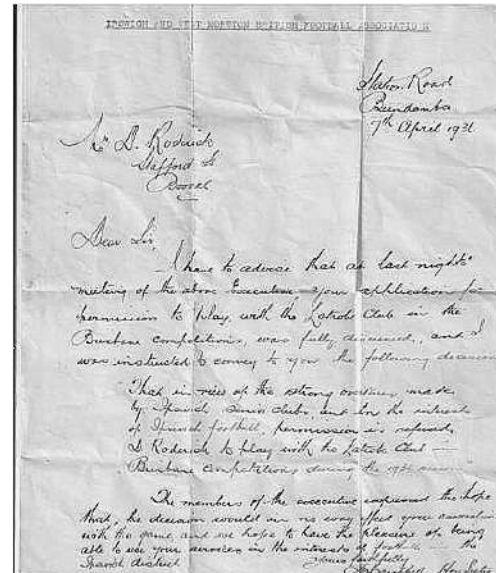 IPSWICH AND WEST MORETON BRITISH FOOTBALL ASSOCIATION
Station Road
Bundamba
7th April 1931
Mr D. Roderick
Stafford St
Booval
Dear Sir,
I have to advise that at last night's
meeting of the above Executive your application for
permission to play with the Latrobe Club in the
Brisbane competitions, was fully discussed, and I
was instructed to convey to you the following decision
That in view of the strong made
by Ipswich senior clubs, and in the interests
of Ipswich football, permission is refused
D Roderick to play with the Latrobe Club in
Brisbane Competitions during the season
The members of the executive expressed the hope
that, the decision would in no way effect your association
with the game, and we hope to have the pleasure of being
able to use your services in the interests of football in the
Ipswich district.
Yours faithfully
Hon Secty